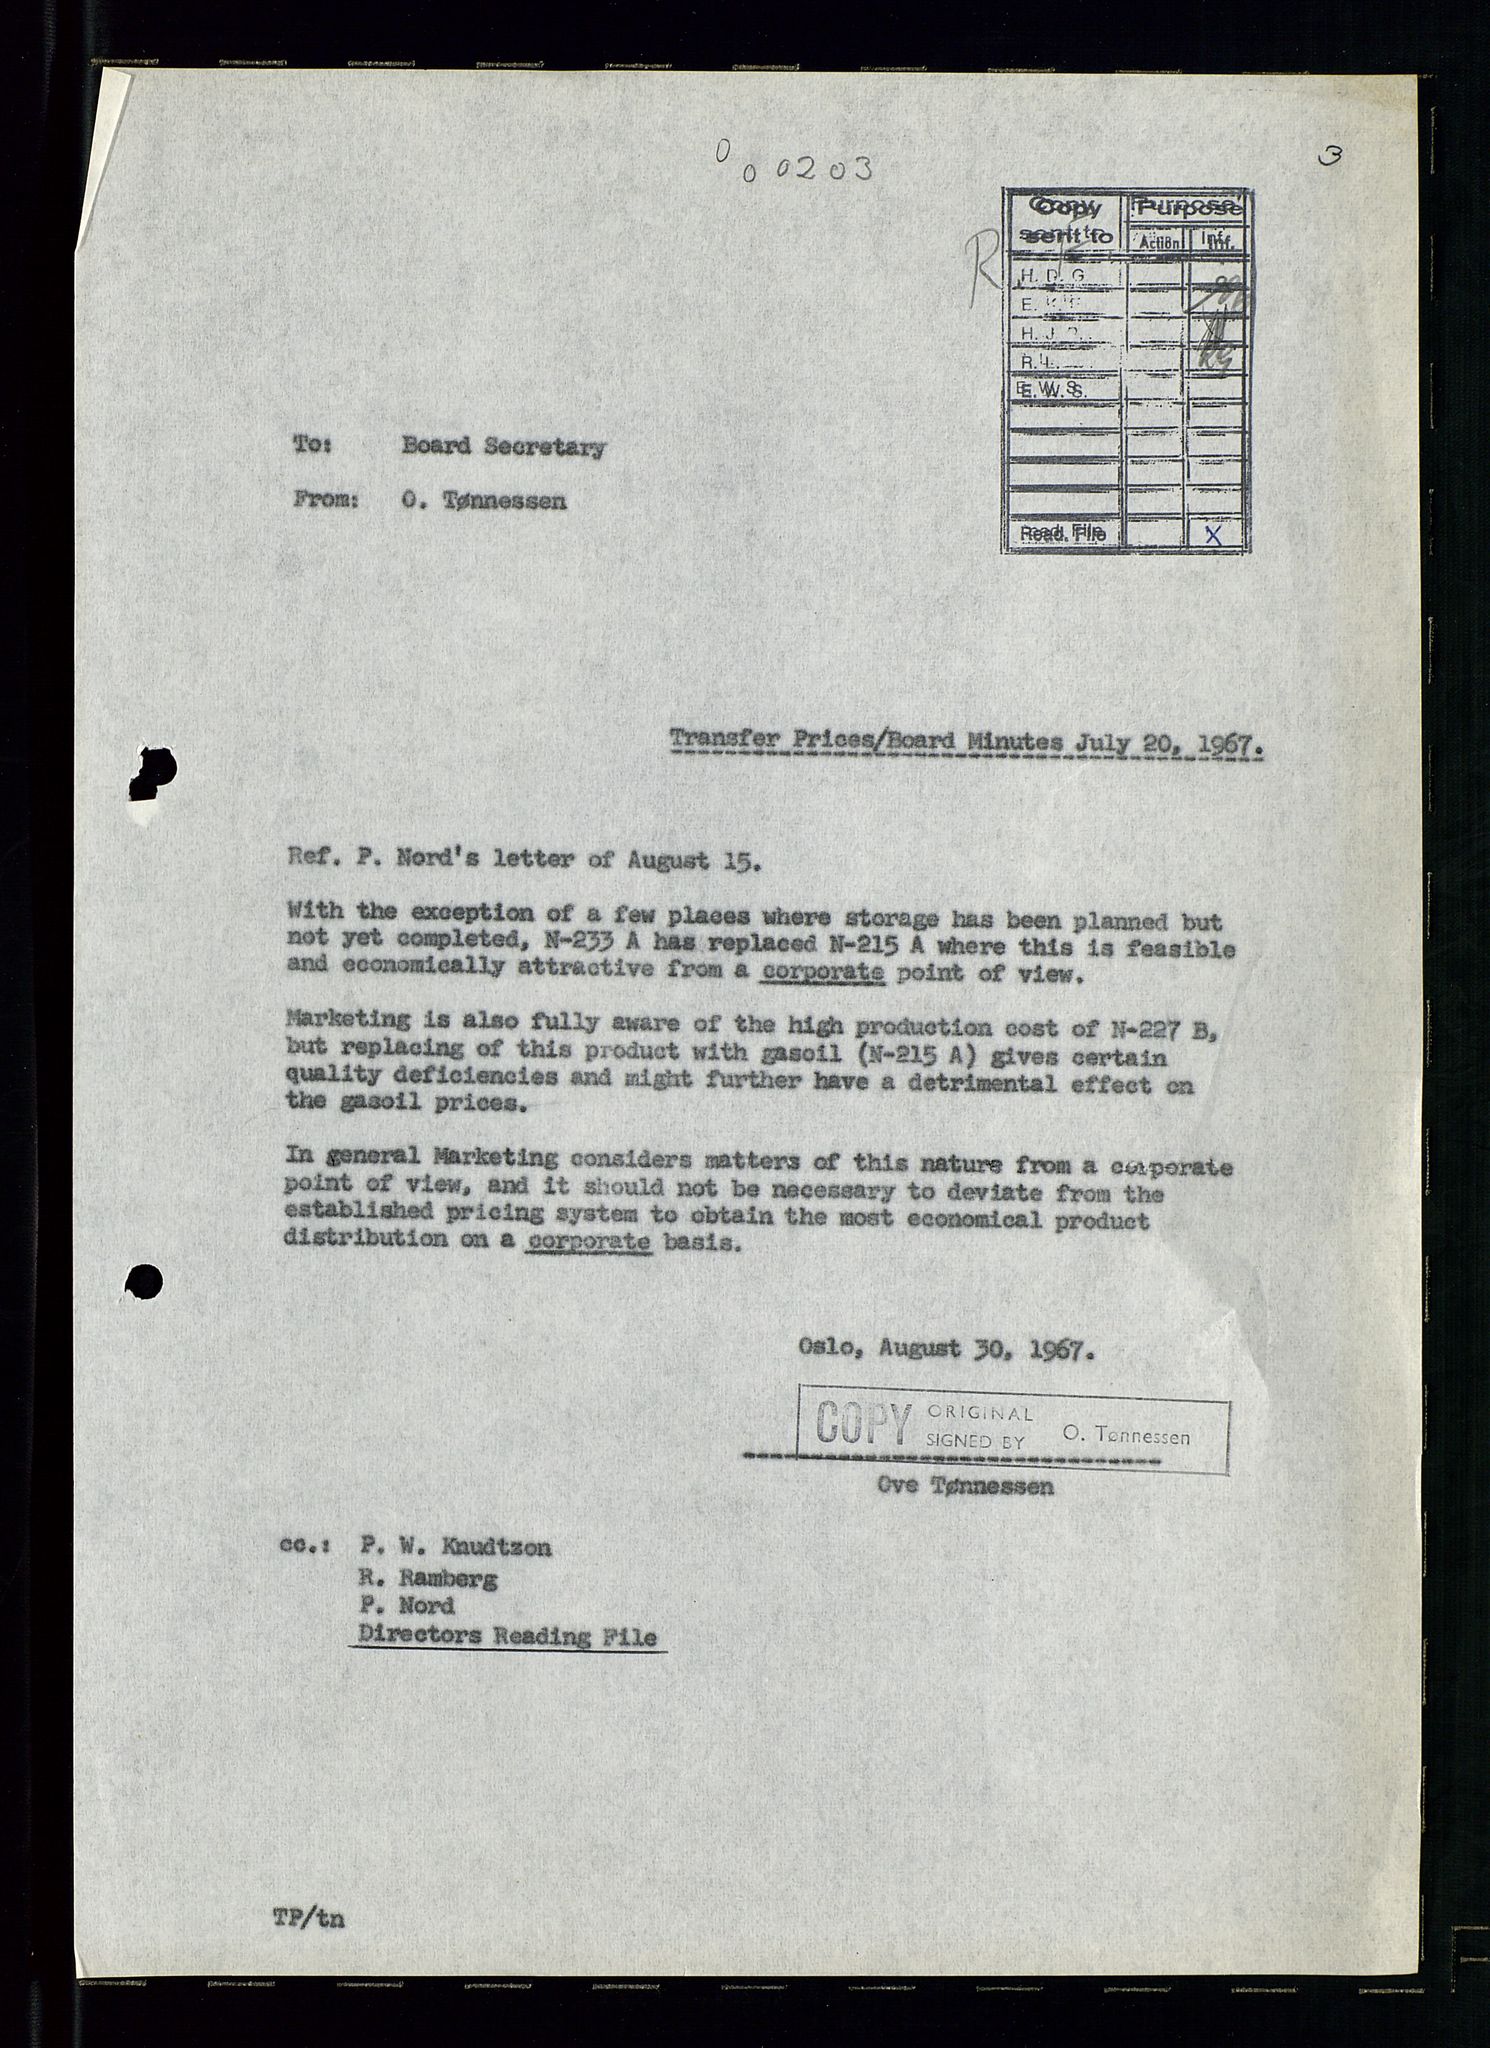 000203
3
Copy sent to
Purpose
Action
Inf.
H. D. G
H. J.
E. W. S.
Read. File X
To: Board Secretary
From: O. Tønnessen
Transfer Prices/Board Minutes July 20, 1967.
Ref. P. Nord's letter of August 15.
With the exception of a few places where storage has been planned but
not yet completed, N-233 A has replaced N-215 A where this is feasible
and economically attractive from a corporate point of view.
Marketing is also fully aware of the high production cost of N-227 B,
but replacing of this product with gasoil (N-215 A) gives certain
quality deficiencies and might further have a detrimental effect on
the gasoil prices.
In general Marketing considers matters of this nature from a corporate
point of view, and it should not be necessary to deviate from the
established pricing system to obtain the most economical product
distribution on a corporate basis.
Oslo, August 30, 1967.
COPY ORIGINAL SIGNED BY O. Tønnessen
Ove Tønnessen
cc.: P. W. Knudtzon
R. Ramberg
P. Nord
Directors Reading File
TP/tn